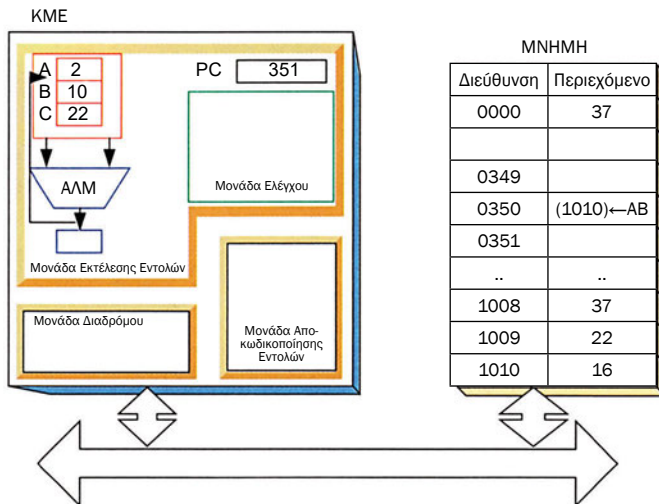 ΚΜΕ
A 2
B 10
C 22
PC 351
ΑΛΜ
Μονάδα Ελέγχου
Μονάδα Εκτέλεσης Εντολών
Μονάδα Διαδρόμου
Μονάδα Απο-
κωδικοποίησης
Εντολών
ΜΝΗΜΗ
Διεύθυνση Περιεχόμενο
0000 37
0349
0350 (1010)←AB
0351
.. ..
1008 37
1009 22
1010 16